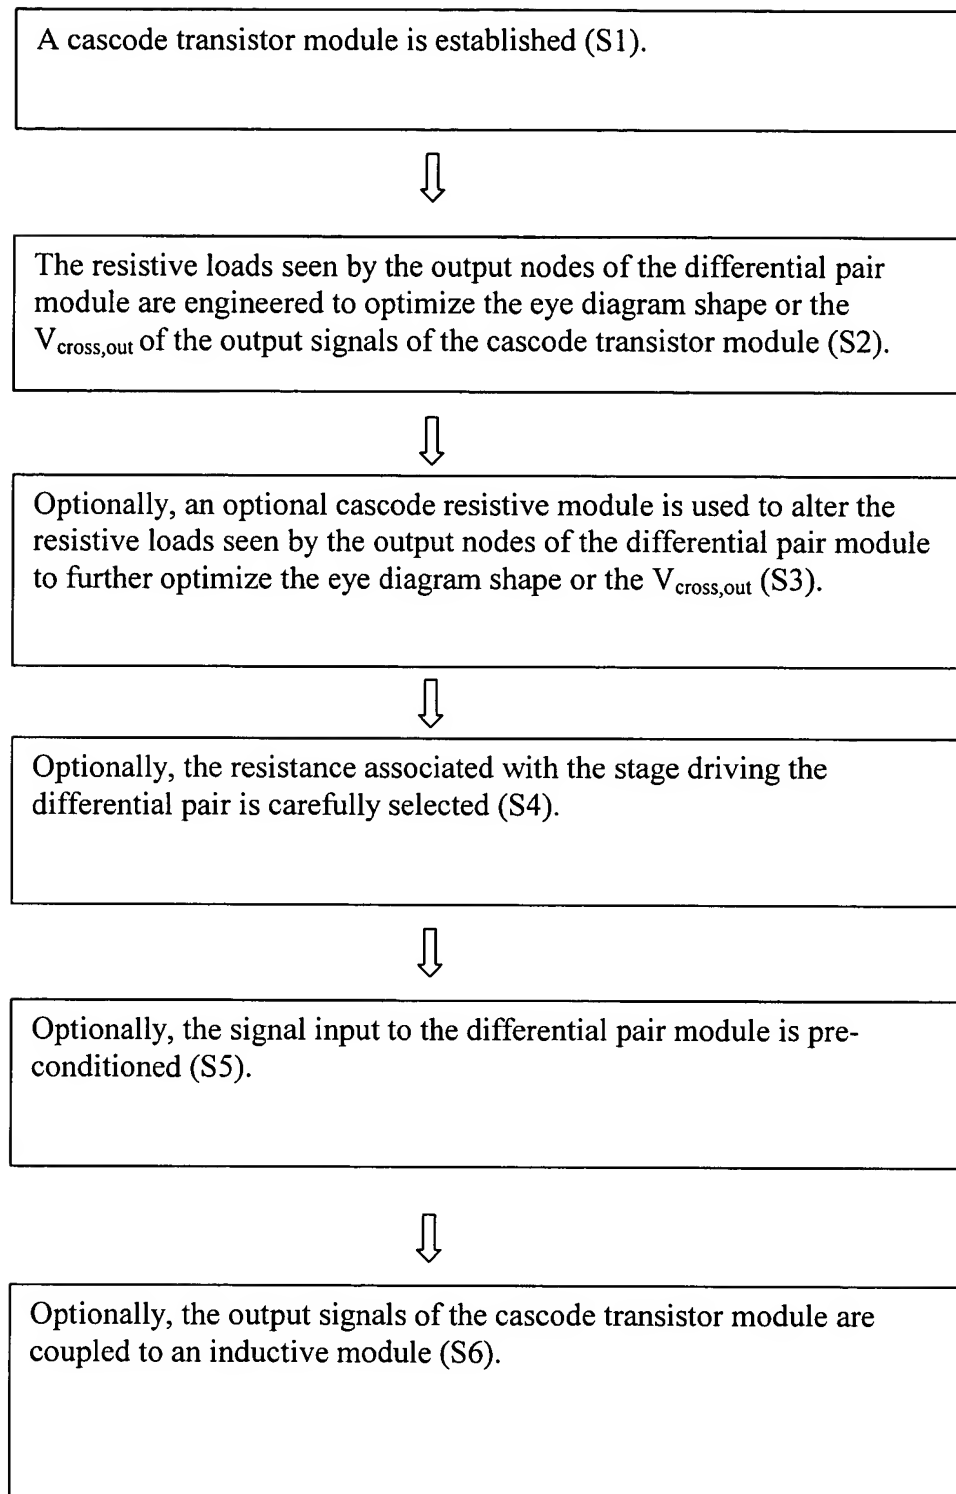 A cascode transistor module is established (S1).
The resistive loads seen by the output nodes of the differential pair
module are engineered to optimize the eye diagram shape or the
Vcross,out of the output signals of the cascode transistor module (S2).
Optionally, an optional cascode resistive module is used to alter the
resistive loads seen by the output nodes of the differential pair module
to further optimize the eye diagram shape or the Vcross,out (S3).
Optionally, the resistance associated with the stage driving the
differential pair is carefully selected (S4).
Optionally, the signal input to the differential pair module is pre-
conditioned (S5).
Optionally, the output signals of the cascode transistor module are
coupled to an inductive module (S6).